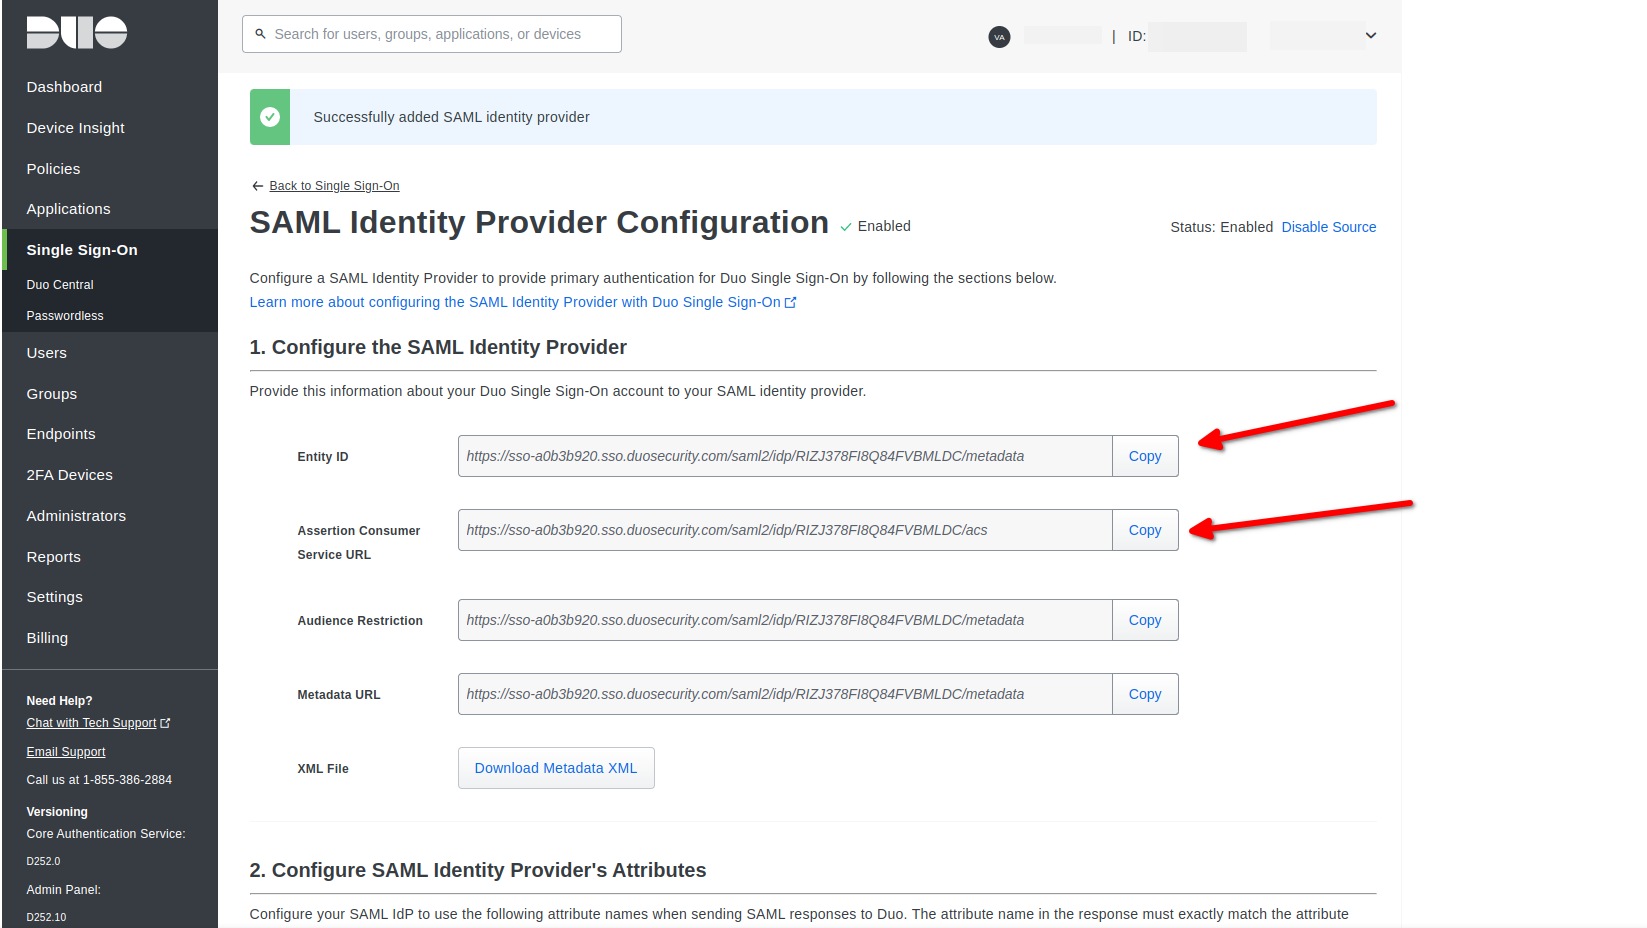 DUO
Search for users, groups, applications, or devices
VA
| ID:
Dashboard
Device Insight
Policies
Applications
Single Sign-On
Duo Central
Passwordless
Users
Groups
Endpoints
2FA Devices
Administrators
Reports
Settings
Billing
Need Help?
Chat with Tech Support
Email Support
Call us at 1-855-386-2884
Versioning
Core Authentication Service:
D252.0
Admin Panel:
D252.10
Successfully added SAML identity provider
Back to Single Sign-On
SAML Identity Provider Configuration Enabled
Status: Enabled Disable Source
Configure a SAML Identity Provider to provide primary authentication for Duo Single Sign-On by following the sections below.
Learn more about configuring the SAML Identity Provider with Duo Single Sign-On
1. Configure the SAML Identity Provider
Provide this information about your Duo Single Sign-On account to your SAML identity provider.
Entity ID https://sso-a0b3b920.sso.duosecurity.com/saml2/idp/RIZJ378FI8Q84FVBMLDC/metadata Copy
Assertion Consumer
Service URL
https://sso-a0b3b920.sso.duosecurity.com/saml2/idp/RIZJ378FI8Q84FVBMLDC/acs Copy
Audience Restriction https://sso-a0b3b920.sso.duosecurity.com/saml2/idp/RIZJ378FI8Q84FVBMLDC/metadata Copy
Metadata URL https://sso-a0b3b920.sso.duosecurity.com/saml2/idp/RIZJ378FI8Q84FVBMLDC/metadata Copy
XML File Download Metadata XML
2. Configure SAML Identity Provider's Attributes
Configure your SAML IdP to use the following attribute names when sending SAML responses to Duo. The attribute name in the response must exactly match the attribute